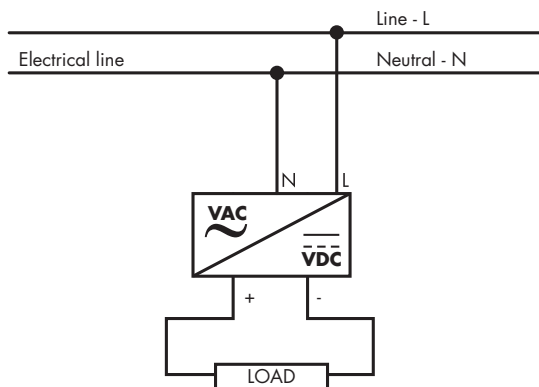 Line - L
Electrical line
Neutral - N
N
L
VAC
VDC
+
-
LOAD